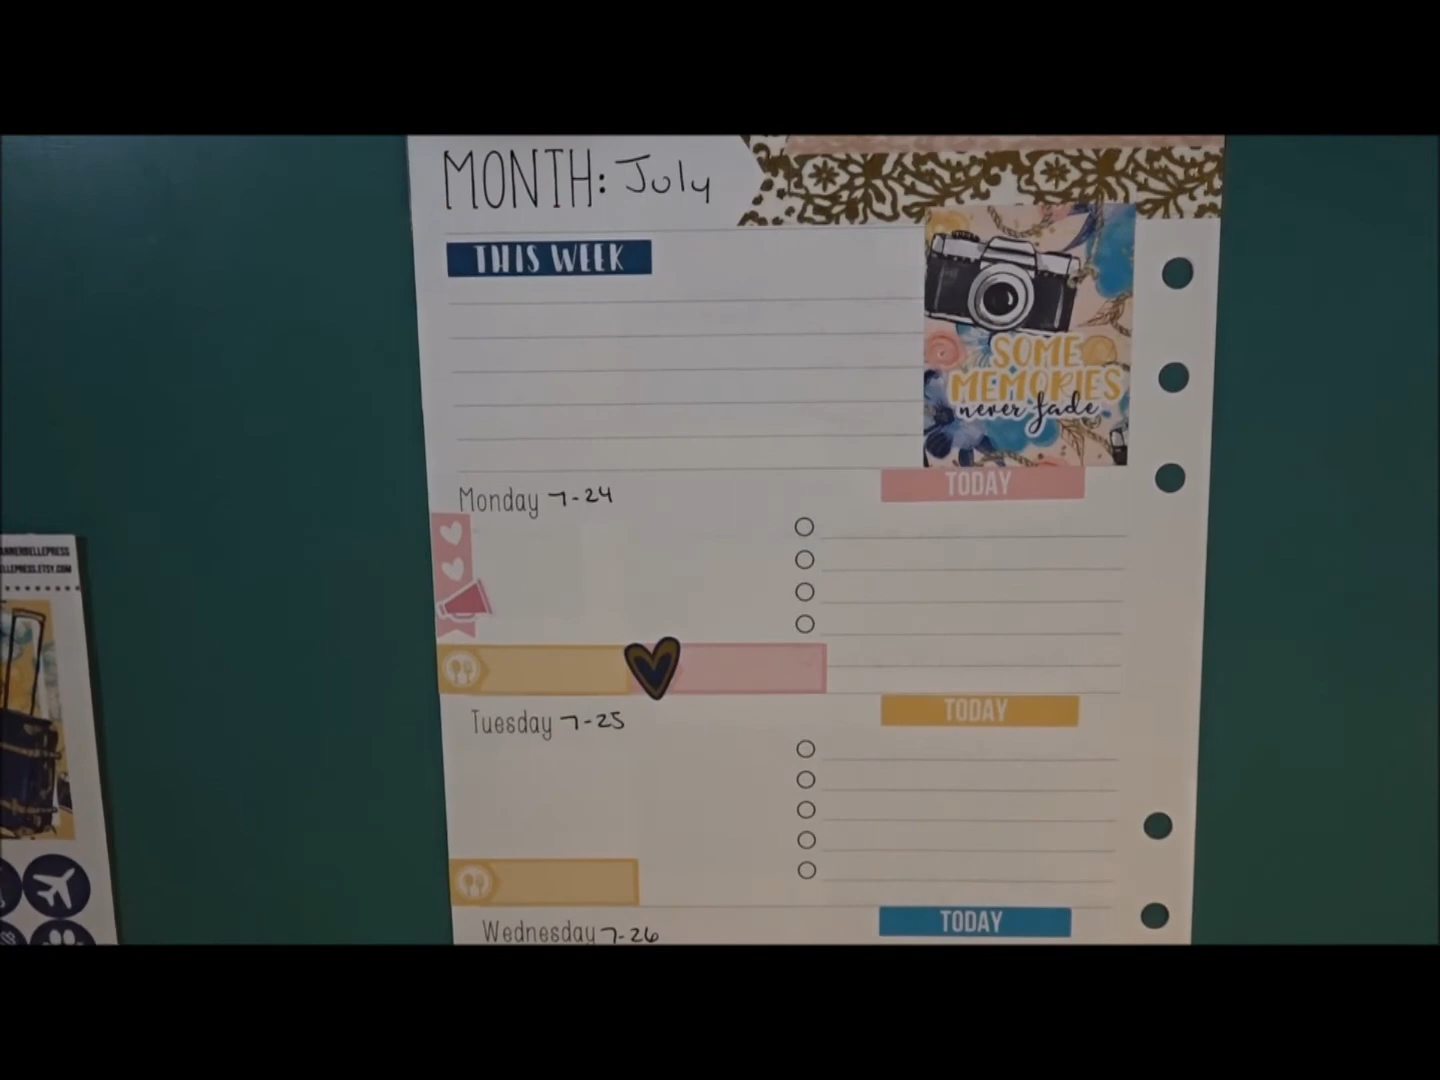 MONTH: July
THIS WEEK
SOME
MEMORIES
never fade
Monday 7-24
TODAY
Tuesday 7-25
TODAY
Wednesday 7-26
TODAY